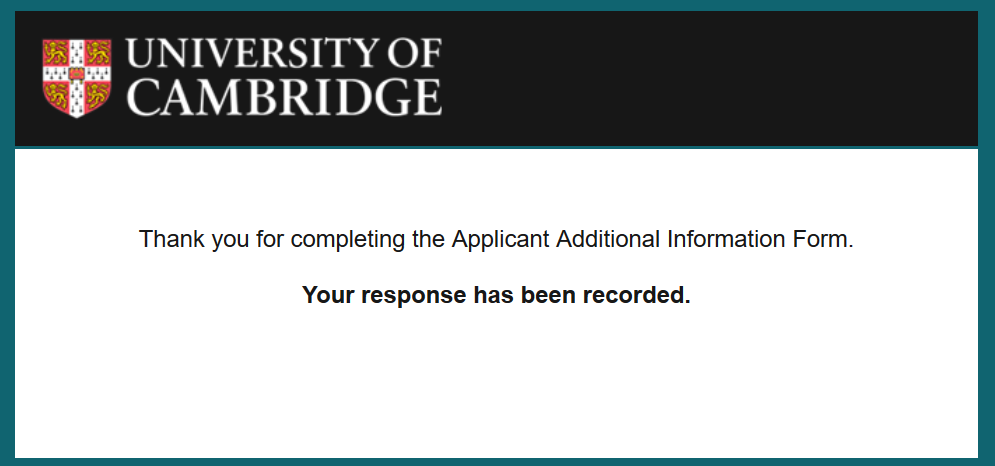 UNIVERSITY OF
CAMBRIDGE
Thank you for completing the Applicant Additional Information Form.
Your response has been recorded.